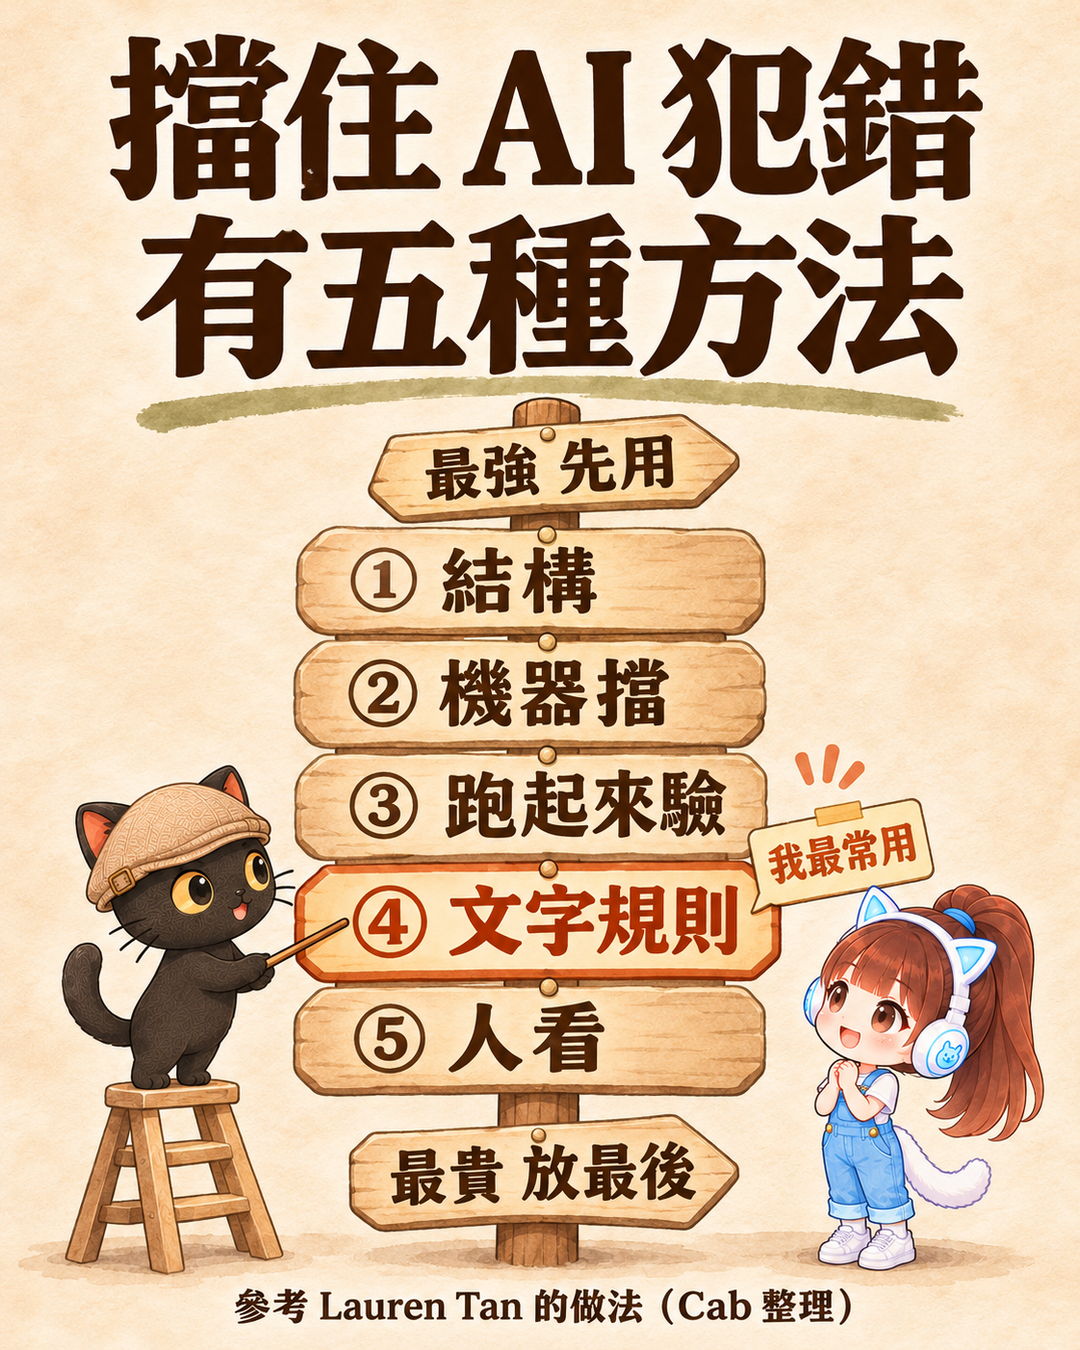 擋住 AI 犯錯
有五種方法
最強 先用
① 結構
② 機器擋
③ 跑起來驗
我最常用
④ 文字規則
⑤ 人看
最貴 放最後
參考 Lauren Tan 的做法（Cab 整理）